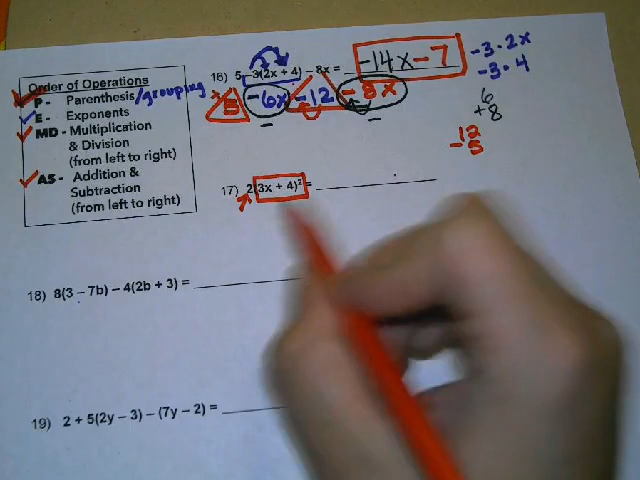 Order of Operations
P - Parenthesis/grouping
E - Exponents
MD - Multiplication
& Division
(from left to right)
AS - Addition &
Subtraction
(from left to right)
16) 5 - 3(2x + 4) - 8x = -14x - 7
5 -6x -12 -8x
-3·2x
-3·4
6
+8
12
-5
17) 2(3x + 4)² =
18) 8(3 – 7b) – 4(2b + 3) =
19) 2 + 5(2y – 3) – (7y – 2) =